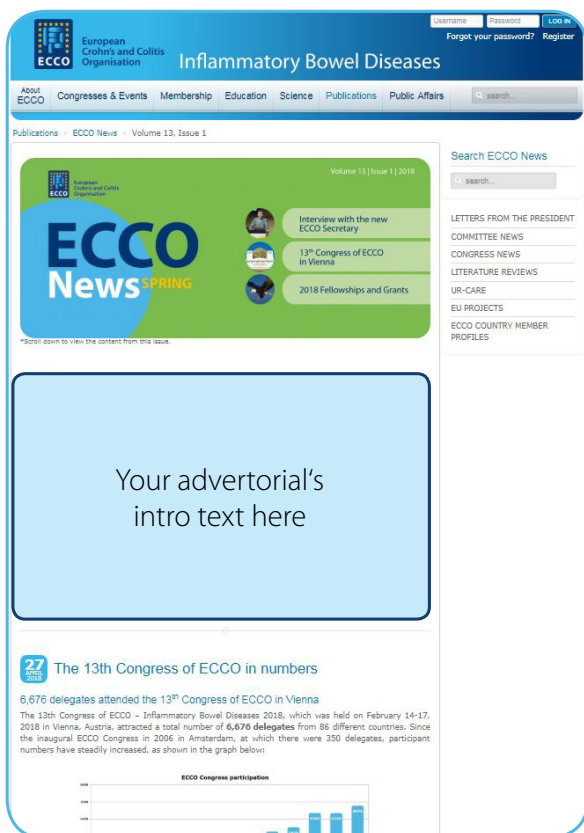 Username Password LOG IN
Forgot your password? Register
European
Crohn's and Colitis
Organisation
ECCO
Inflammatory Bowel Diseases
About
ECCO Congresses & Events Membership Education Science Publications Public Affairs search...
Publications ECCO News Volume 13, Issue 1
Volume 13 | Issue 1 | 2018
European
Crohn's and Colitis
Organisation
ECCO
ECCO
News SPRING
Interview with the new
ECCO Secretary
13th Congress of ECCO
in Vienna
2018 Fellowships and Grants
*Scroll down to view the content from this issue.
Search ECCO News
search...
LETTERS FROM THE PRESIDENT
COMMITTEE NEWS
CONGRESS NEWS
LITERATURE REVIEWS
UR-CARE
EU PROJECTS
ECCO COUNTRY MEMBER
PROFILES
Your advertorial‘s
intro text here
27
APRIL
2018
The 13th Congress of ECCO in numbers
6,676 delegates attended the 13th Congress of ECCO in Vienna
The 13th Congress of ECCO – Inflammatory Bowel Diseases 2018, which was held on February 14-17,
2018 in Vienna, Austria, attracted a total number of 6,676 delegates from 86 different countries. Since
the inaugural ECCO Congress in 2006 in Amsterdam, at which there were 350 delegates, participant
numbers have steadily increased, as shown in the graph below:
ECCO Congress participation